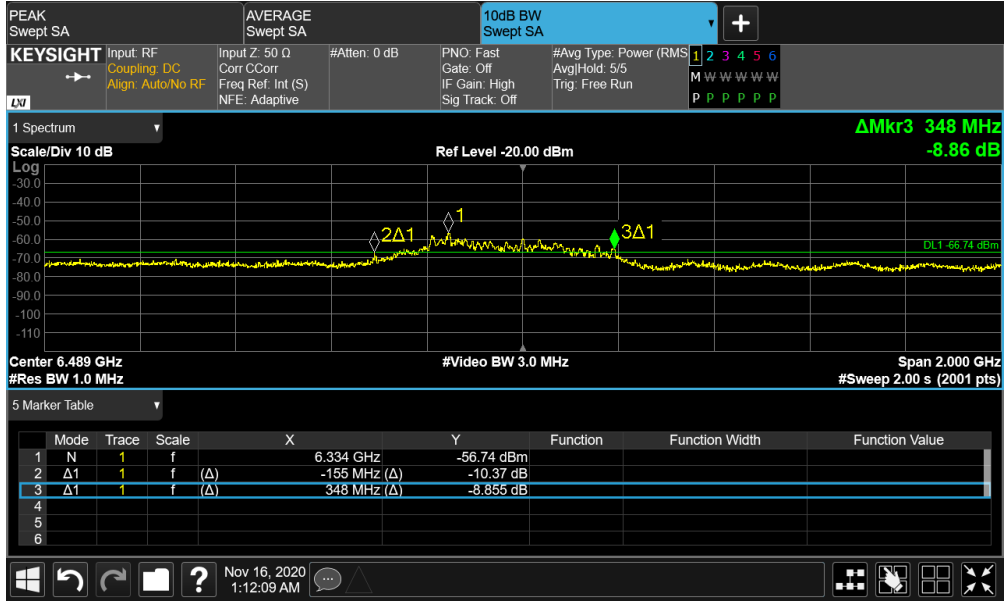 PEAK
Swept SA
AVERAGE
Swept SA
10dB BW
Swept SA
▼
+
KEYSIGHT
LXI
Input: RF
Coupling: DC
Align: Auto/No RF
Input Z: 50 Ω
Corr CCorr
Freq Ref: Int (S)
NFE: Adaptive
#Atten: 0 dB
PNO: Fast
Gate: Off
IF Gain: High
Sig Track: Off
#Avg Type: Power (RMS
Avg|Hold: 5/5
Trig: Free Run
1 2 3 4 5 6
M W W W W W
P P P P P P
1 Spectrum ▼
ΔMkr3 348 MHz
-8.86 dB
Scale/Div 10 dB
Ref Level -20.00 dBm
Log
-30.0
-40.0
-50.0
-60.0
-70.0
-80.0
-90.0
-100
-110
1
2Δ1
3Δ1
DL1 -66.74 dBm
Center 6.489 GHz
#Video BW 3.0 MHz
Span 2.000 GHz
#Res BW 1.0 MHz
#Sweep 2.00 s (2001 pts)
5 Marker Table ▼
Mode Trace Scale X Y Function Function Width Function Value
1 N 1 f 6.334 GHz -56.74 dBm
2 Δ1 1 f (Δ) -155 MHz (Δ) -10.37 dB
3 Δ1 1 f (Δ) 348 MHz (Δ) -8.855 dB
4
5
6
?
Nov 16, 2020
1:12:09 AM